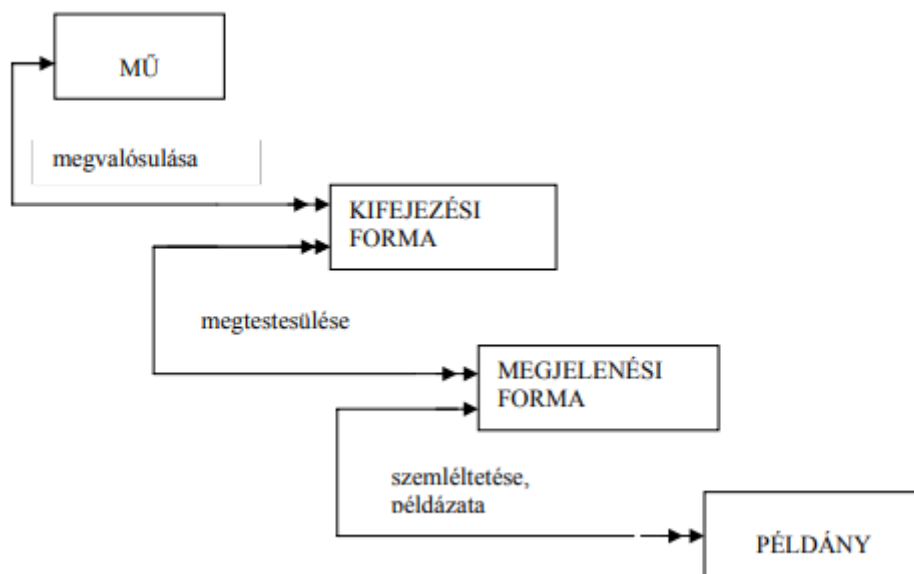 MŰ
megvalósulása
KIFEJEZÉSI
FORMA
megtestesülése
MEGJELENÉSI
FORMA
szemléltetése,
példázata
PÉLDÁNY